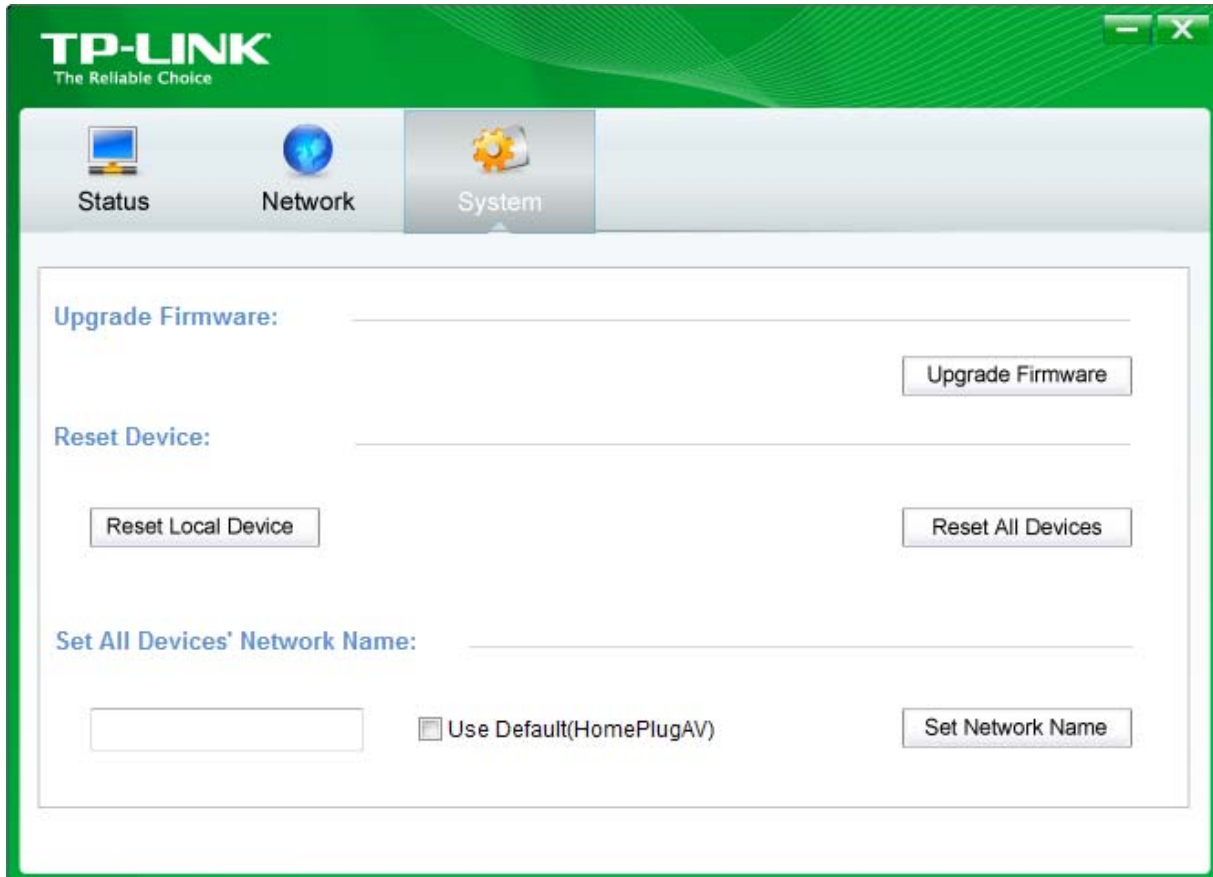 TP-LINK
The Reliable Choice
Status Network System
Upgrade Firmware:
Upgrade Firmware
Reset Device:
Reset Local Device Reset All Devices
Set All Devices' Network Name:
Use Default(HomePlugAV) Set Network Name